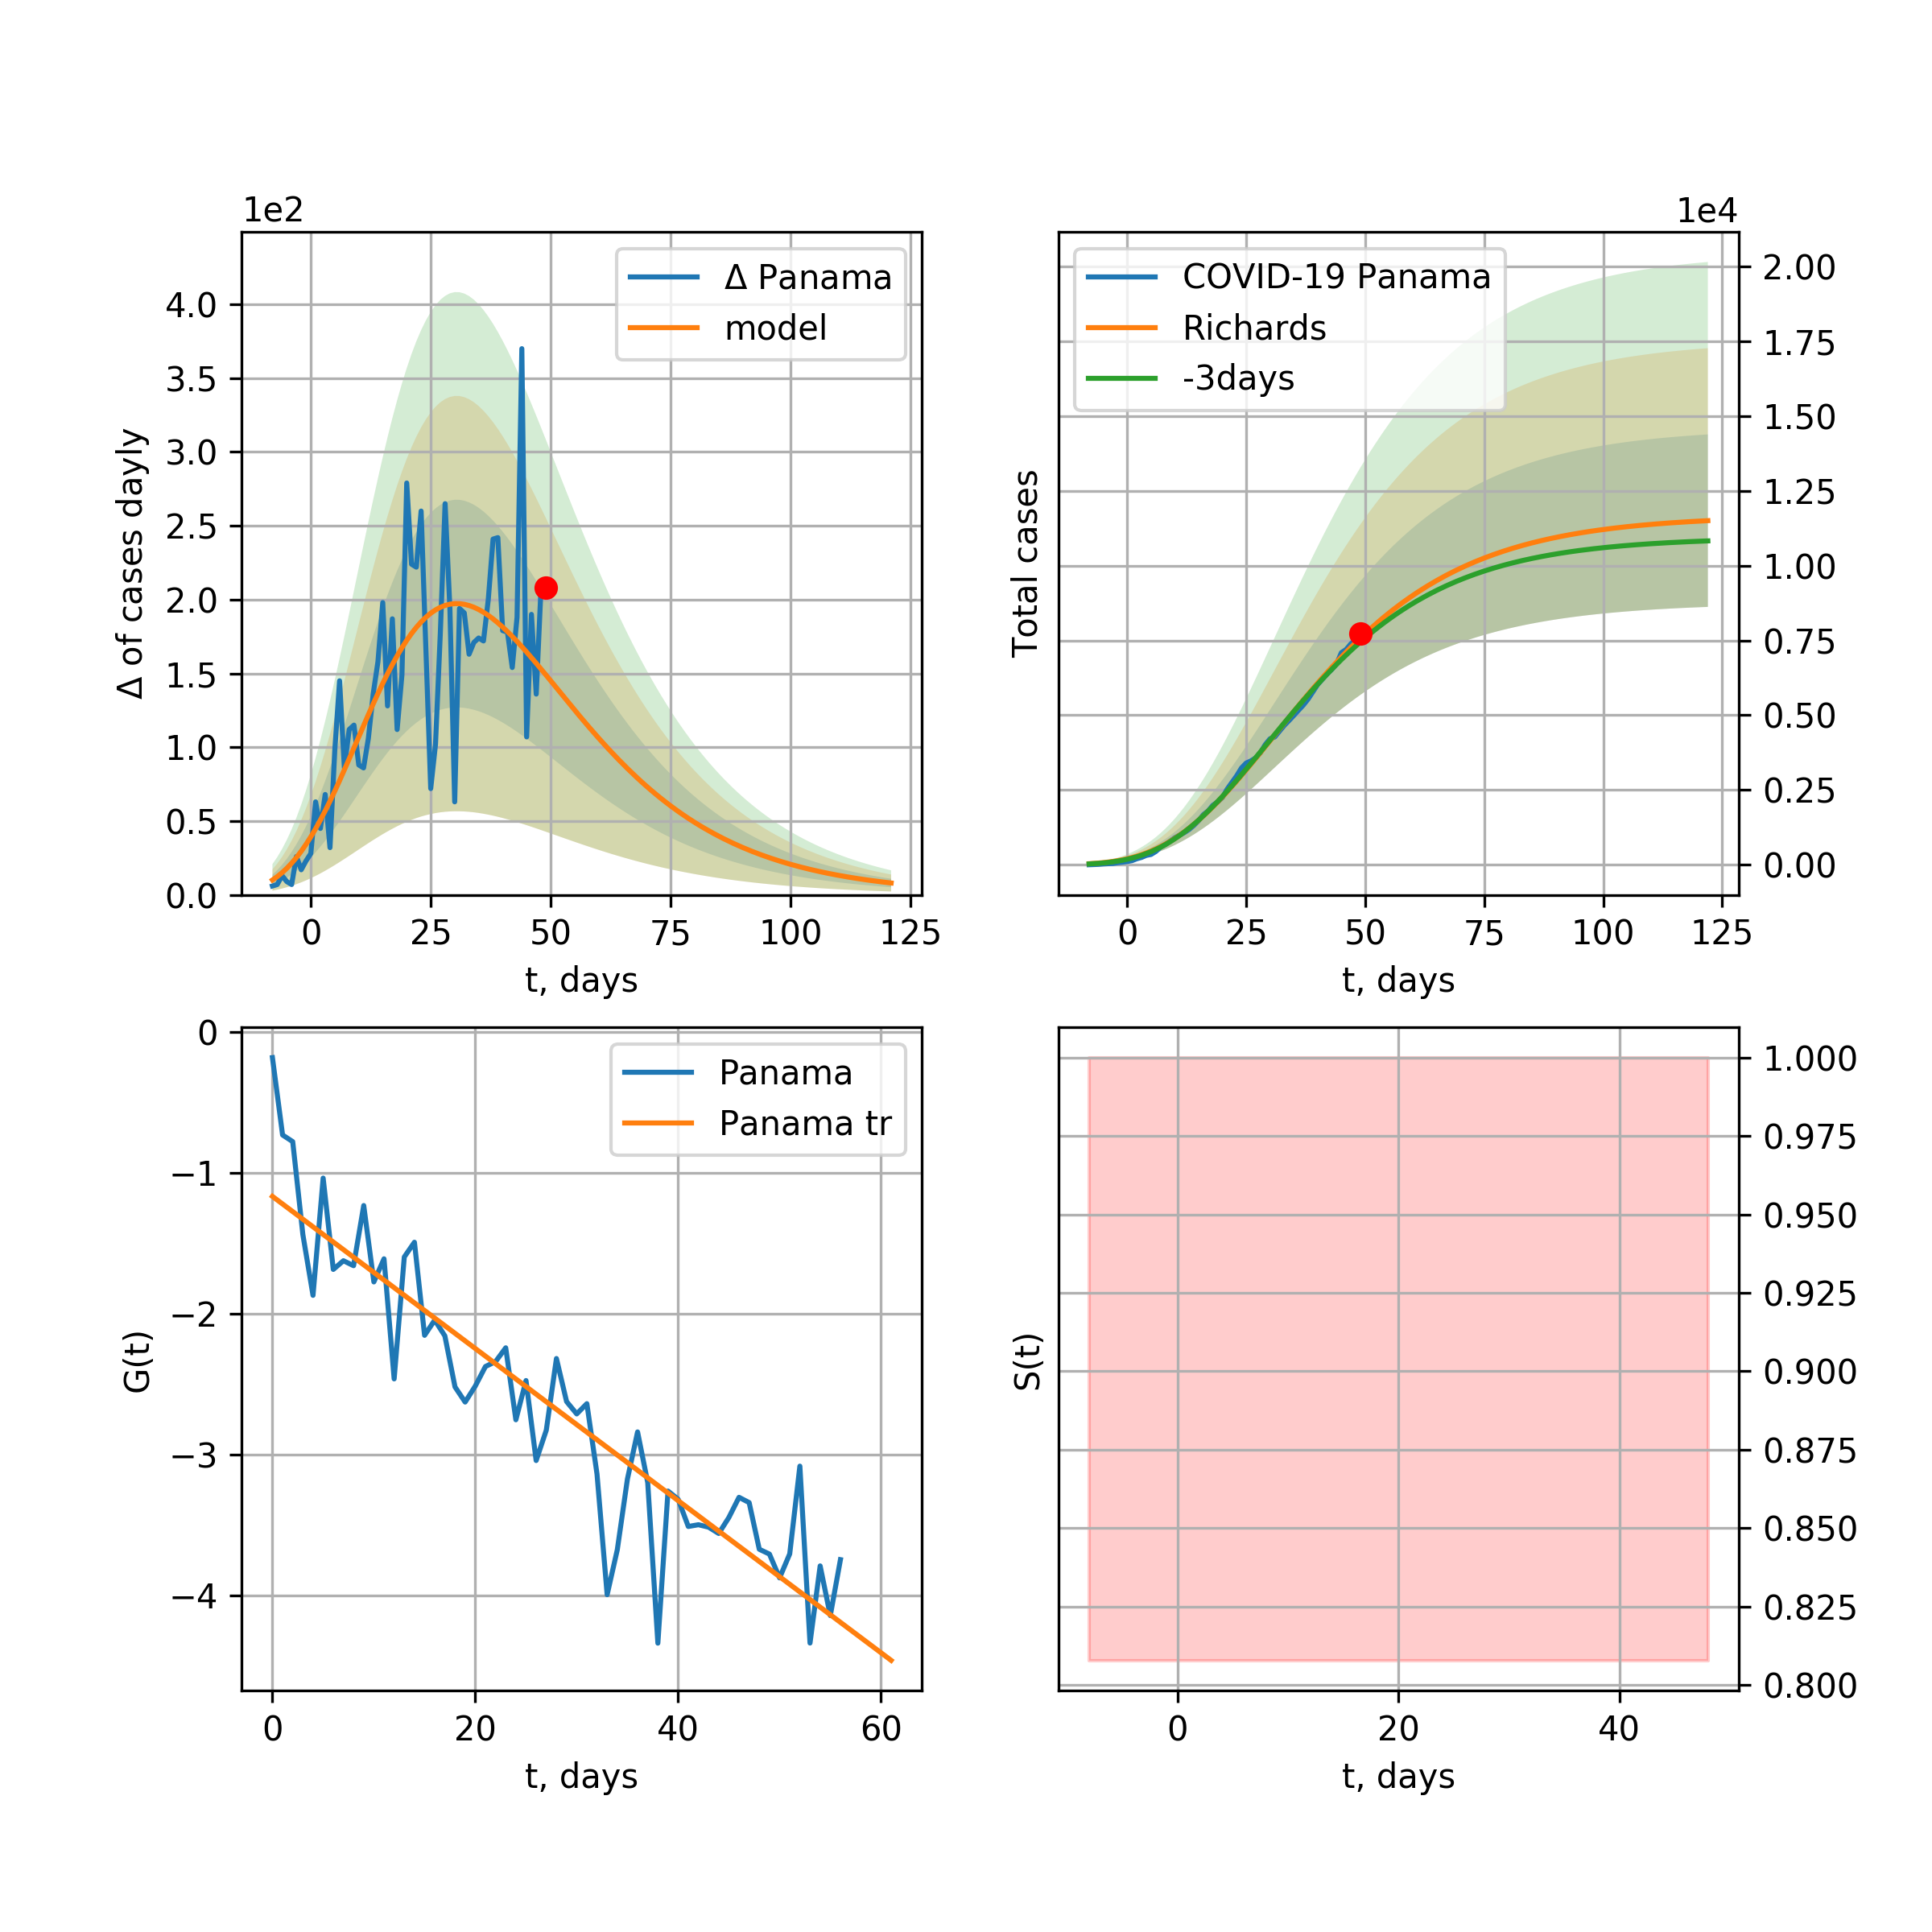 1e2
Δ of cases dayly
4.0
3.5
3.0
2.5
2.0
1.5
1.0
0.5
0.0
Δ Panama
model
0 25 50 75 100 125
t, days
1e4
Total cases
COVID-19 Panama
Richards
-3days
2.00
1.75
1.50
1.25
1.00
0.75
0.50
0.25
0.00
0 25 50 75 100 125
t, days
G(t)
0
−1
−2
−3
−4
Panama
Panama tr
0 20 40 60
t, days
S(t)
1.000
0.975
0.950
0.925
0.900
0.875
0.850
0.825
0.800
0 20 40
t, days